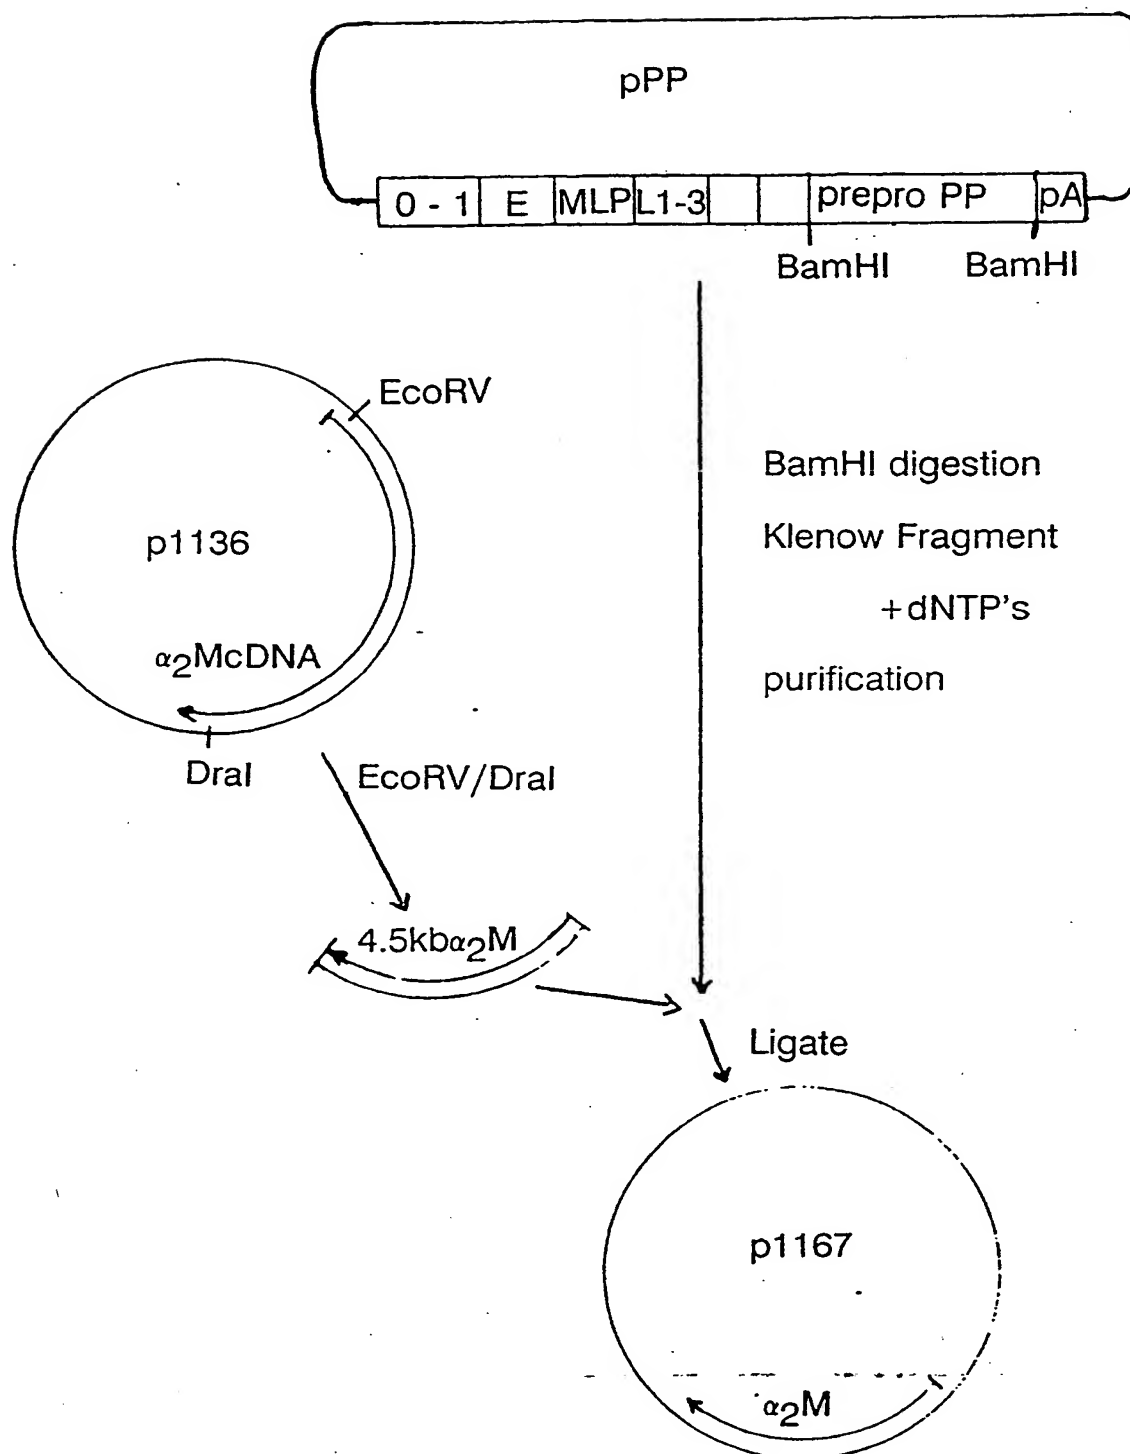 pPP
0 - 1 E MLP L1-3 prepro PP pA
BamHI BamHI
EcoRV
BamHI digestion
p1136
Klenow Fragment
+dNTP's
α2McDNA
purification
DraI
EcoRV/DraI
4.5kbα2M
Ligate
p1167
α2M